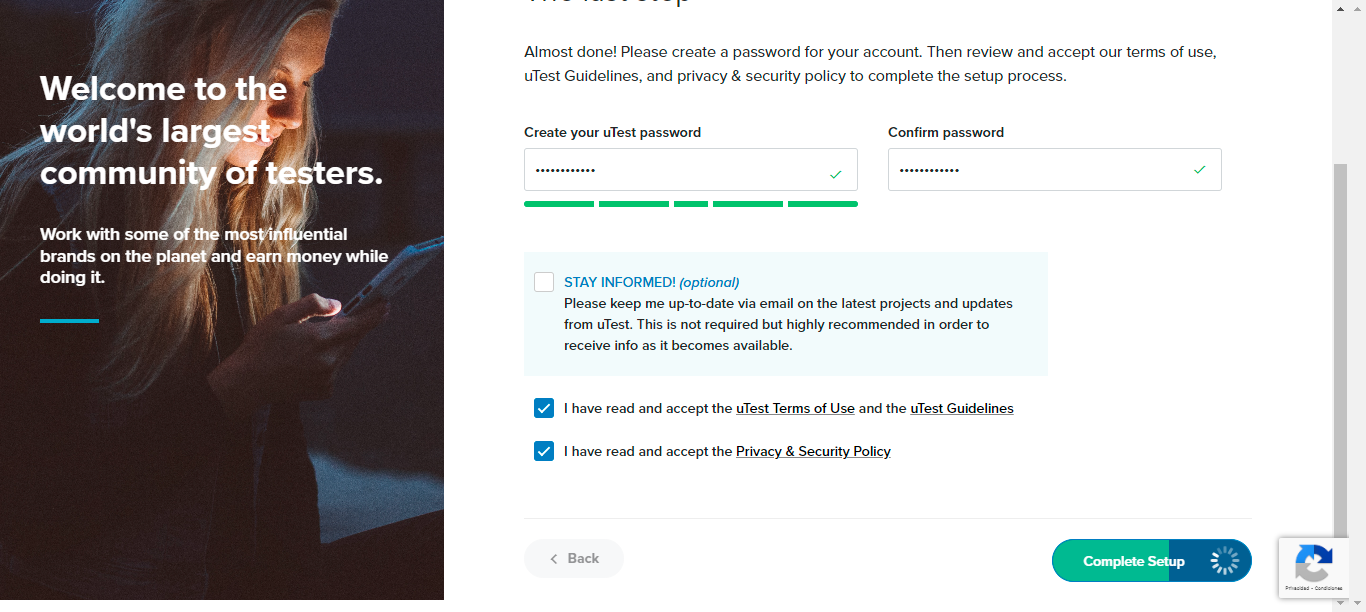 The last step
Welcome to the
world's largest
community of testers.
Work with some of the most influential
brands on the planet and earn money while
doing it.
Almost done! Please create a password for your account. Then review and accept our terms of use,
uTest Guidelines, and privacy & security policy to complete the setup process.
Create your uTest password
Confirm password
••••••••••••
••••••••••••
STAY INFORMED! (optional)
Please keep me up-to-date via email on the latest projects and updates
from uTest. This is not required but highly recommended in order to
receive info as it becomes available.
I have read and accept the uTest Terms of Use and the uTest Guidelines
I have read and accept the Privacy & Security Policy
Back
Complete Setup
Privacidad - Condiciones